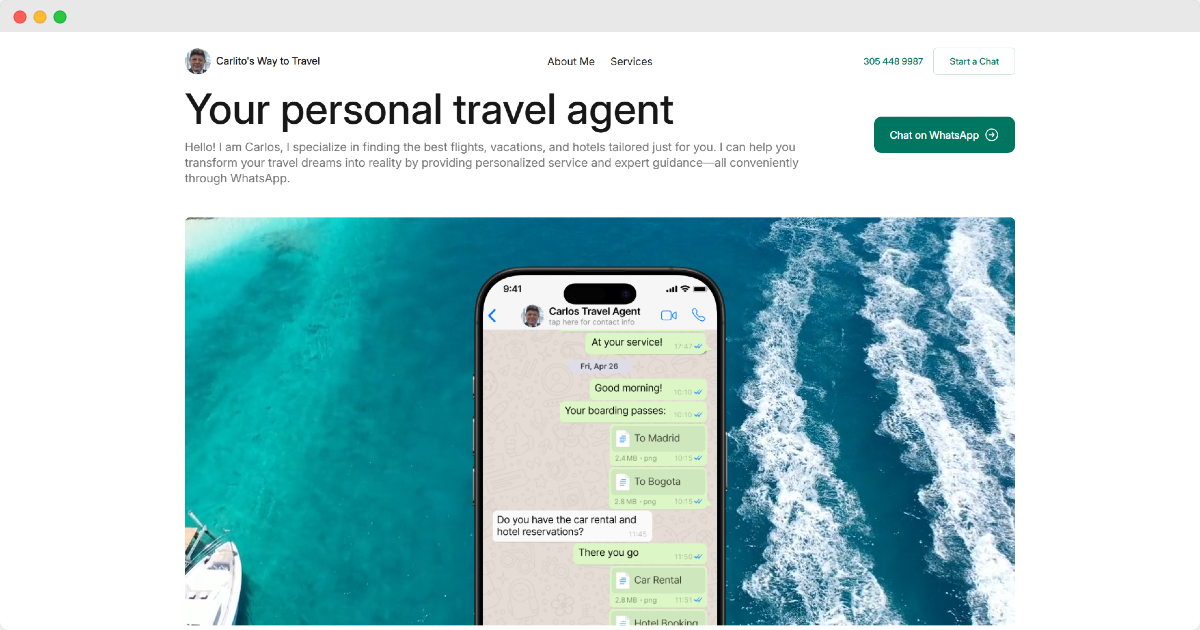 Carlito's Way to Travel
About Me
Services
305 448 9987
Start a Chat
Your personal travel agent
Hello! I am Carlos, I specialize in finding the best flights, vacations, and hotels tailored just for you. I can help you
transform your travel dreams into reality by providing personalized service and expert guidance—all conveniently
through WhatsApp.
Chat on WhatsApp
9:41
Carlos Travel Agent
tap here for contact info
At your service! 17:47
Fri, Apr 26
Good morning! 10:10
Your boarding passes: 10:10
To Madrid
2.4 MB · png 10:15
To Bogota
2.8 MB · png 10:15
Do you have the car rental and
hotel reservations? 11:45
There you go 11:50
Car Rental
2.8 MB · png 11:51
Hotel Booking